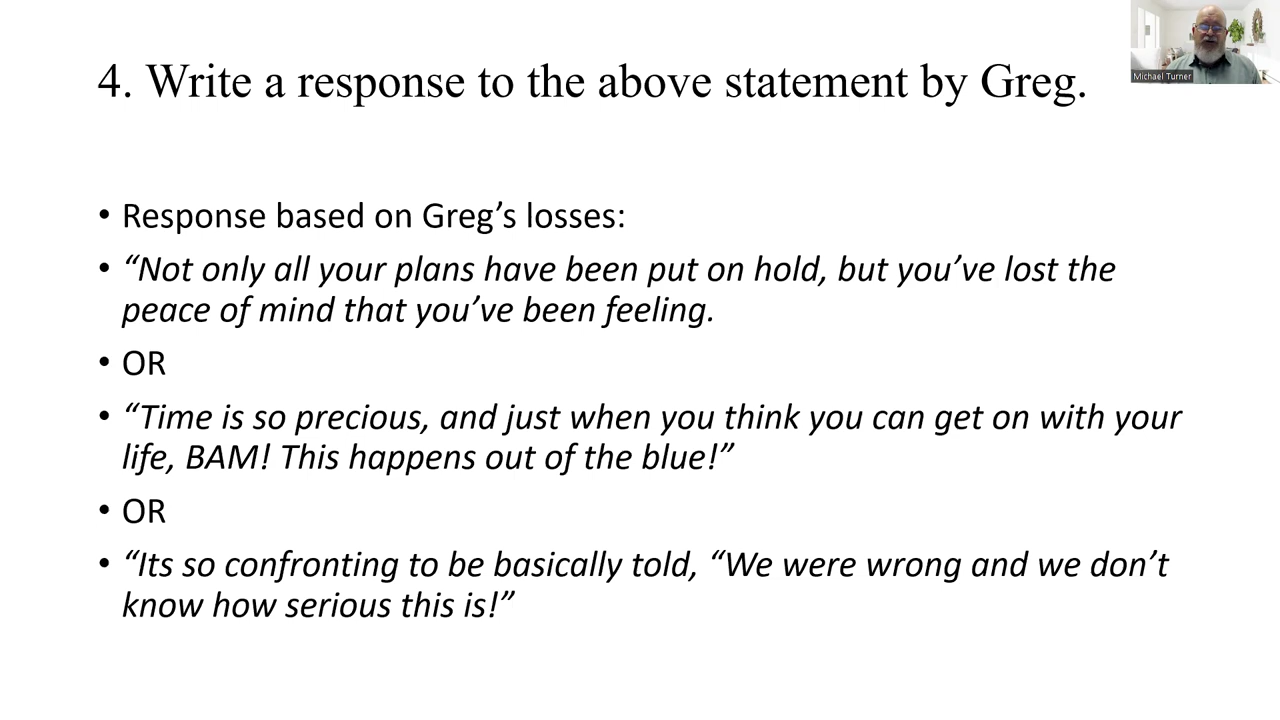 4. Write a response to the above statement by Greg.
Michael Turner
• Response based on Greg’s losses:
• “Not only all your plans have been put on hold, but you’ve lost the
peace of mind that you’ve been feeling.
• OR
• “Time is so precious, and just when you think you can get on with your
life, BAM! This happens out of the blue!”
• OR
• “Its so confronting to be basically told, “We were wrong and we don’t
know how serious this is!”